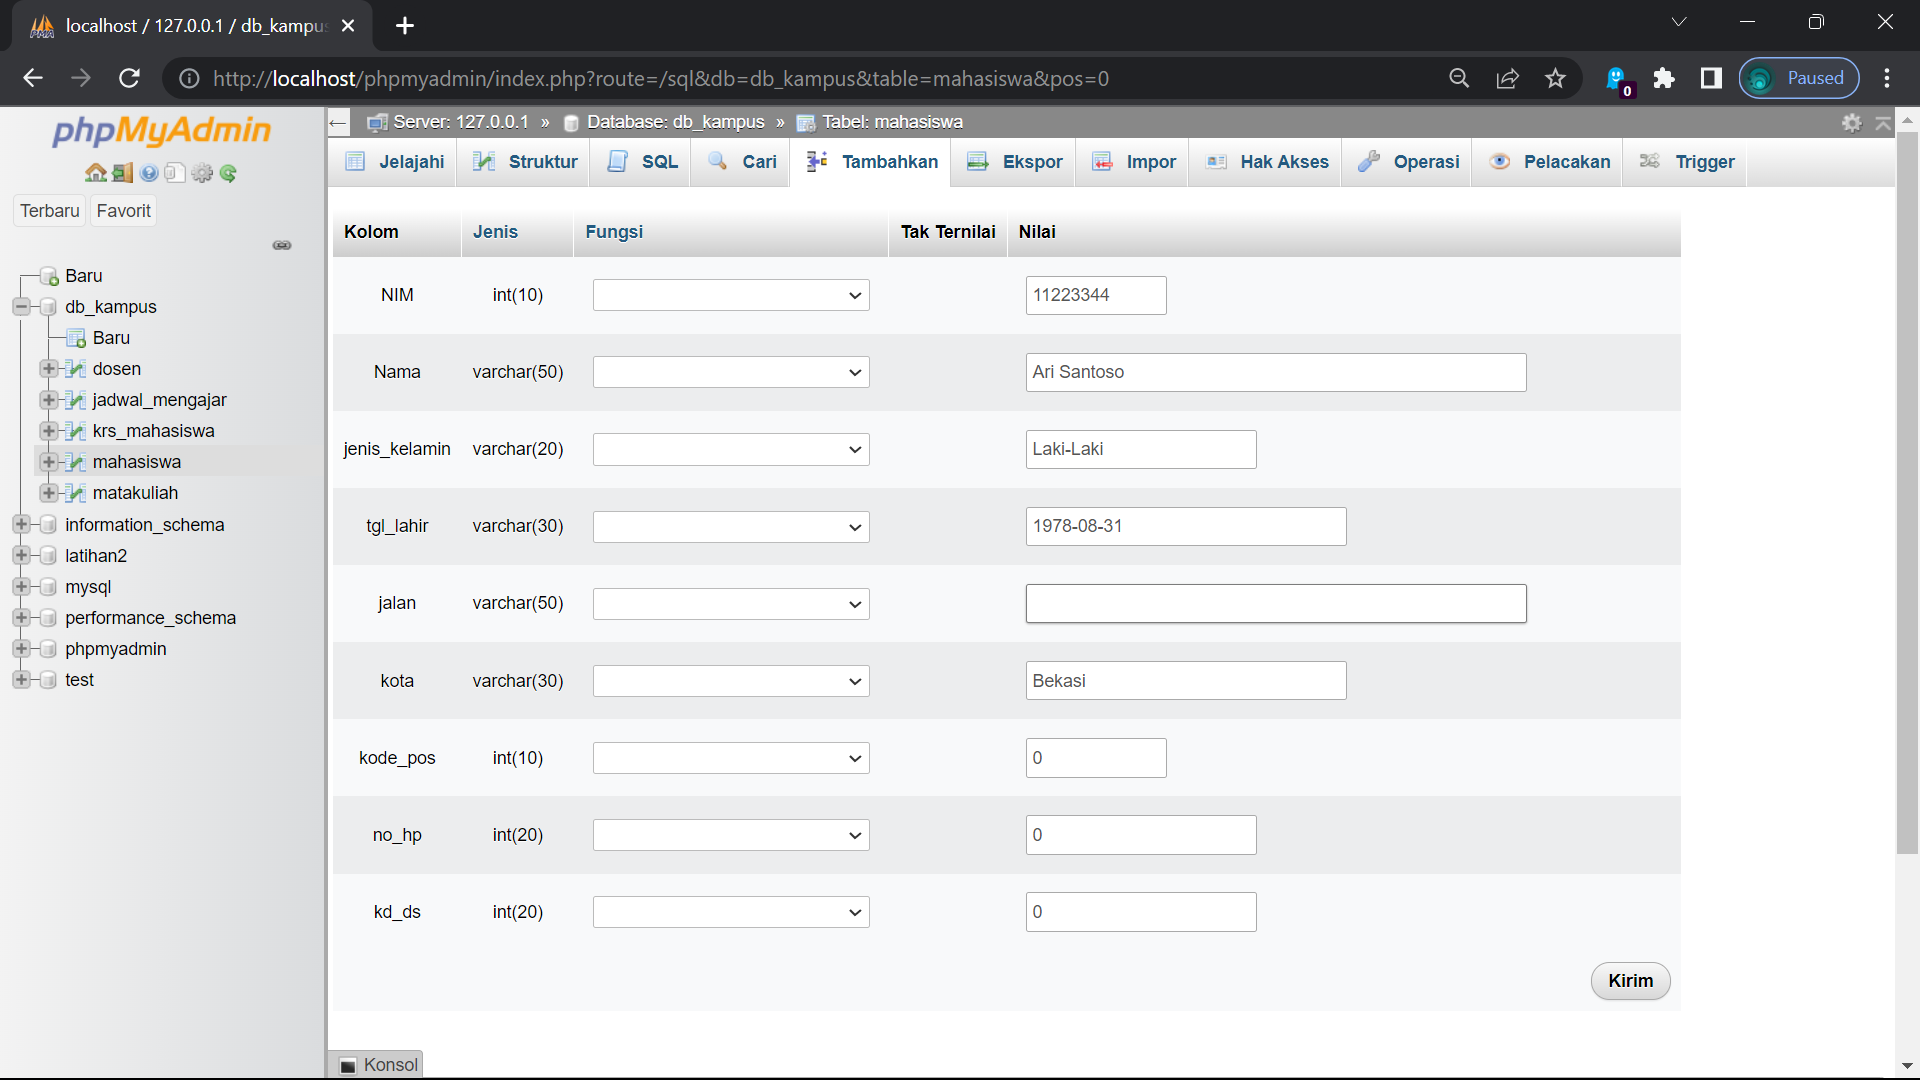 localhost / 127.0.0.1 / db_kampu
http://localhost/phpmyadmin/index.php?route=/sql&db=db_kampus&table=mahasiswa&pos=0
0
Paused
phpMyAdmin
Terbaru Favorit
Baru
db_kampus
Baru
dosen
jadwal_mengajar
krs_mahasiswa
mahasiswa
matakuliah
information_schema
latihan2
mysql
performance_schema
phpmyadmin
test
Server: 127.0.0.1 » Database: db_kampus » Tabel: mahasiswa
Jelajahi Struktur SQL Cari Tambahkan Ekspor Impor Hak Akses Operasi Pelacakan Trigger
Kolom Jenis Fungsi Tak Ternilai Nilai
NIM int(10) 11223344
Nama varchar(50) Ari Santoso
jenis_kelamin varchar(20) Laki-Laki
tgl_lahir varchar(30) 1978-08-31
jalan varchar(50)
kota varchar(30) Bekasi
kode_pos int(10) 0
no_hp int(20) 0
kd_ds int(20) 0
Kirim
Konsol